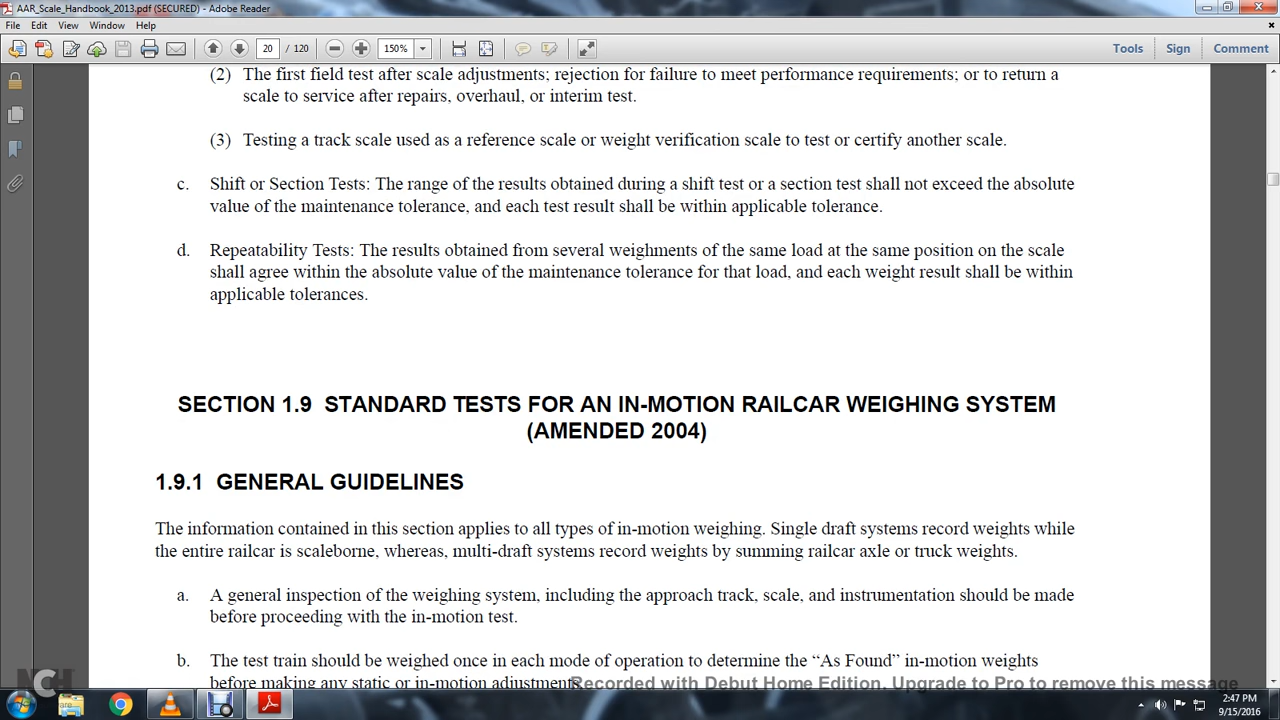 AAR_Scale_Handbook_2013.pdf (SECURED) - Adobe Reader
File Edit View Window Help
20 / 120 150% Tools Sign Comment
(2) The first field test after scale adjustments; rejection for failure to meet performance requirements; or to return a
scale to service after repairs, overhaul, or interim test.
(3) Testing a track scale used as a reference scale or weight verification scale to test or certify another scale.
c. Shift or Section Tests: The range of the results obtained during a shift test or a section test shall not exceed the absolute
value of the maintenance tolerance, and each test result shall be within applicable tolerance.
d. Repeatability Tests: The results obtained from several weighments of the same load at the same position on the scale
shall agree within the absolute value of the maintenance tolerance for that load, and each weight result shall be within
applicable tolerances.
SECTION 1.9 STANDARD TESTS FOR AN IN-MOTION RAILCAR WEIGHING SYSTEM
(AMENDED 2004)
1.9.1 GENERAL GUIDELINES
The information contained in this section applies to all types of in-motion weighing. Single draft systems record weights while
the entire railcar is scaleborne, whereas, multi-draft systems record weights by summing railcar axle or truck weights.
a. A general inspection of the weighing system, including the approach track, scale, and instrumentation should be made
before proceeding with the in-motion test.
b. The test train should be weighed once in each mode of operation to determine the “As Found” in-motion weights
before making any static or in-motion adjustments
Recorded with Debut Home Edition. Upgrade to Pro to remove this message
NCH
2:47 PM
9/15/2016